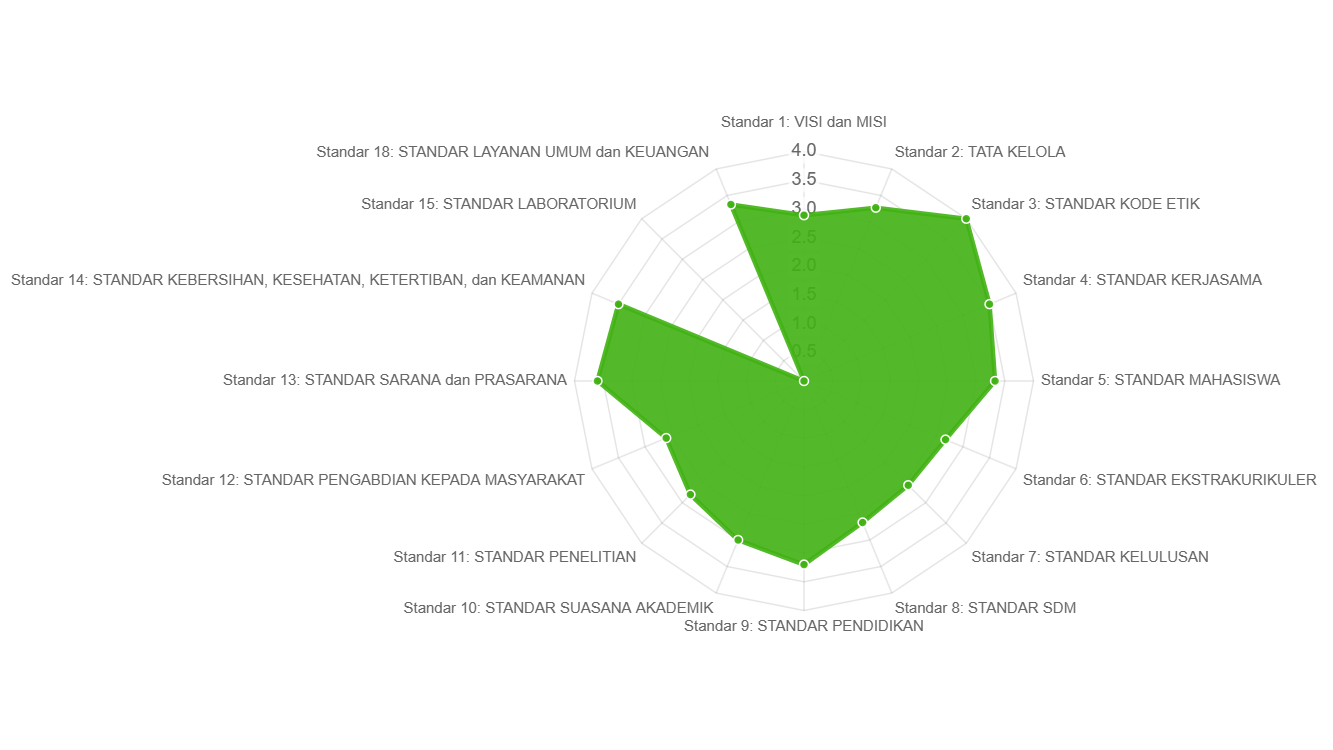 Standar 1: VISI dan MISI
Standar 18: STANDAR LAYANAN UMUM dan KEUANGAN
4.0
Standar 2: TATA KELOLA
3.5
Standar 15: STANDAR LABORATORIUM
3.0
Standar 3: STANDAR KODE ETIK
2.5
2.0
Standar 14: STANDAR KEBERSIHAN, KESEHATAN, KETERTIBAN, dan KEAMANAN
Standar 4: STANDAR KERJASAMA
1.5
1.0
0.5
Standar 13: STANDAR SARANA dan PRASARANA
Standar 5: STANDAR MAHASISWA
Standar 12: STANDAR PENGABDIAN KEPADA MASYARAKAT
Standar 6: STANDAR EKSTRAKURIKULER
Standar 11: STANDAR PENELITIAN
Standar 7: STANDAR KELULUSAN
Standar 10: STANDAR SUASANA AKADEMIK
Standar 8: STANDAR SDM
Standar 9: STANDAR PENDIDIKAN